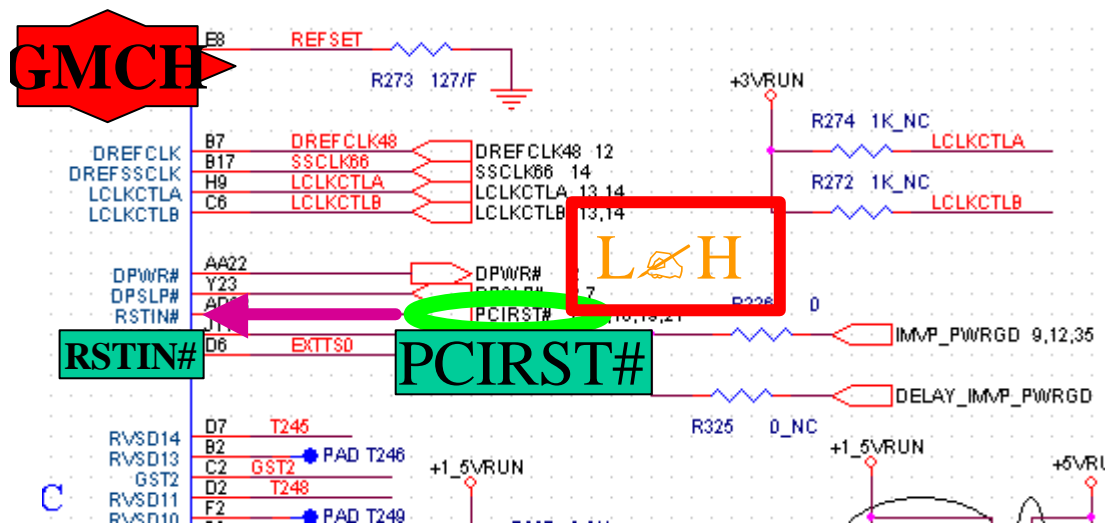 GMCH
E8 REFSET
R273 127/F
+3VRUN
R274 1K_NC
LCLKCTLA
R272 1K_NC
LCLKCTLB
DREFCLK B7 DREFCLK48 DREFCLK48 12
DREFSSCLK B17 SSCLK66 SSCLK66 14
LCLKCTLA H9 LCLKCTLA LCLKCTLA 13,14
LCLKCTLB C6 LCLKCTLB LCLKCTLB 13,14
L H
DPWR# AA22 DPWR#
DPSLP# Y23
RSTIN# PCIRST#
RSTIN#
D6 EXTTS0
PCIRST#
0
IMVP_PWRGD 9,12,35
DELAY_IMVP_PWRGD
R325 0_NC
RVSD14 D7 T245
RVSD13 B2 PAD T246
GST2 C2 GST2
RVSD11 D2 T248
RVSD10 F2 PAD T249
+1_5VRUN
+1_5VRUN
C